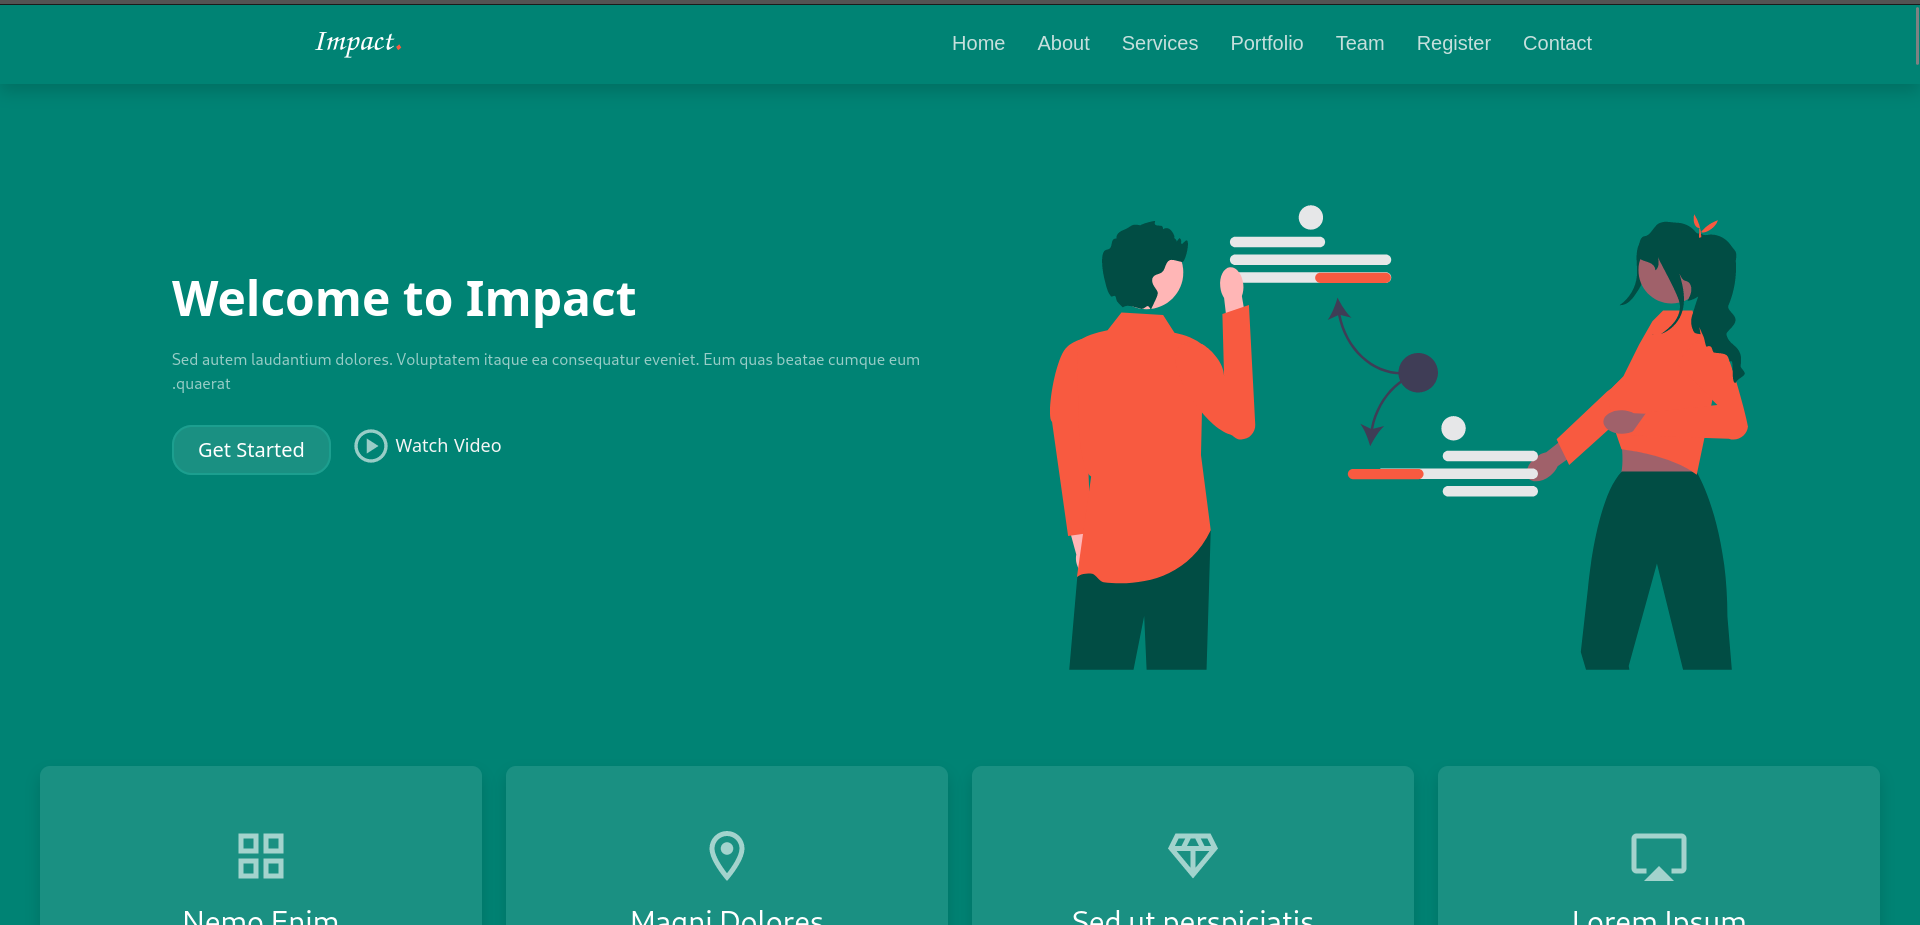 Impact.
Home About Services Portfolio Team Register Contact
Welcome to Impact
Sed autem laudantium dolores. Voluptatem itaque ea consequatur eveniet. Eum quas beatae cumque eum
.quaerat
Get Started
Watch Video
Nemo Enim
Magni Dolores
Sed ut perspiciatis
Lorem Ipsum